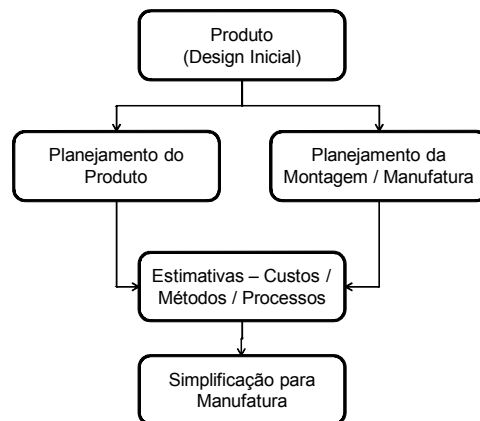 Produto
(Design Inicial)
Planejamento do
Produto
Planejamento da
Montagem / Manufatura
Estimativas – Custos /
Métodos / Processos
Simplificação para
Manufatura